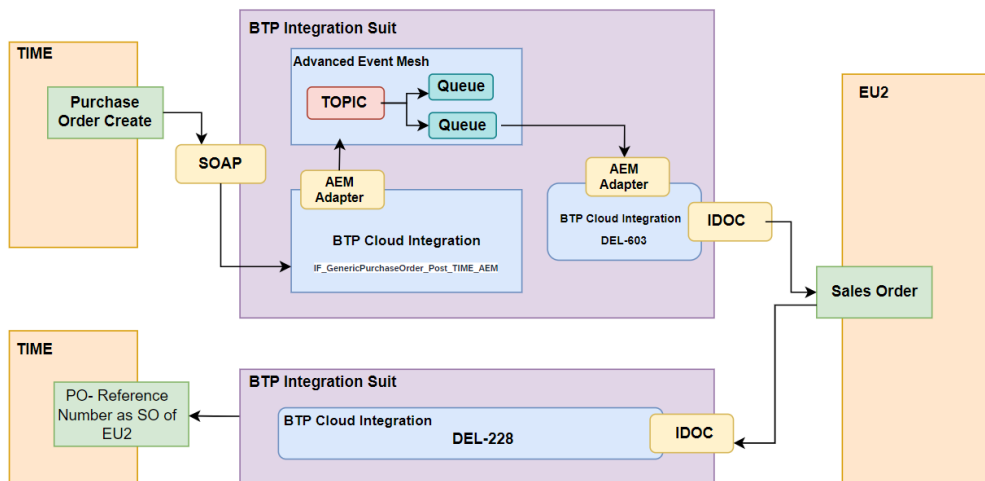 BTP Integration Suit
TIME
Advanced Event Mesh
Purchase
Order Create
TOPIC
Queue
Queue
EU2
SOAP
AEM
Adapter
AEM
Adapter
BTP Cloud Integration
IF_GenericPurchaseOrder_Post_TIME_AEM
BTP Cloud Integration
DEL-603
IDOC
Sales Order
TIME
BTP Integration Suit
PO- Reference
Number as SO of
EU2
BTP Cloud Integration
DEL-228
IDOC